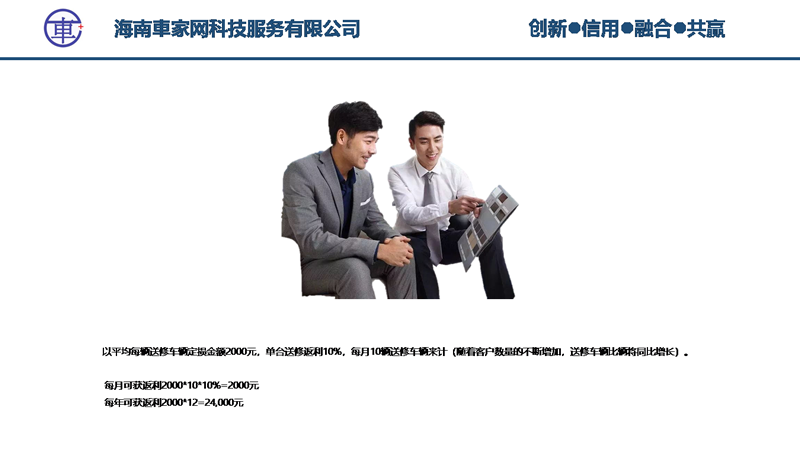 車
海南車家网科技服务有限公司
创新●信用●融合●共赢
以平均每辆送修车辆定损金额2000元，单台送修返利10%，每月10辆送修车辆来计（随着客户数量的不断增加，送修车辆比辆将同比增长）。
每月可获返利2000*10*10%=2000元
每年可获返利2000*12=24,000元